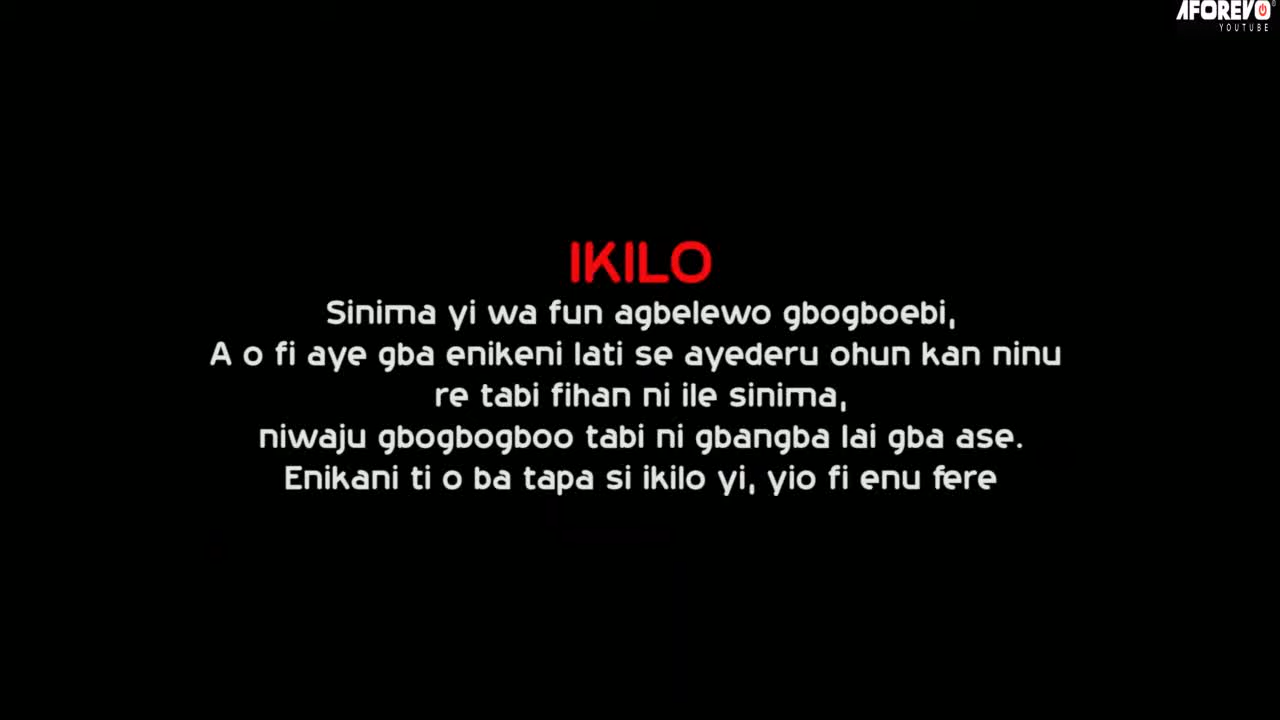 AFOREVO
YOUTUBE
IKILO
Sinima yi wa fun agbelewo gbogboebi,
A o fi aye gba enikeni lati se ayederu ohun kan ninu
re tabi fihan ni ile sinima,
niwaju gbogbogboo tabi ni gbangba lai gba ase.
Enikani ti o ba tapa si ikilo yi, yio fi enu fere